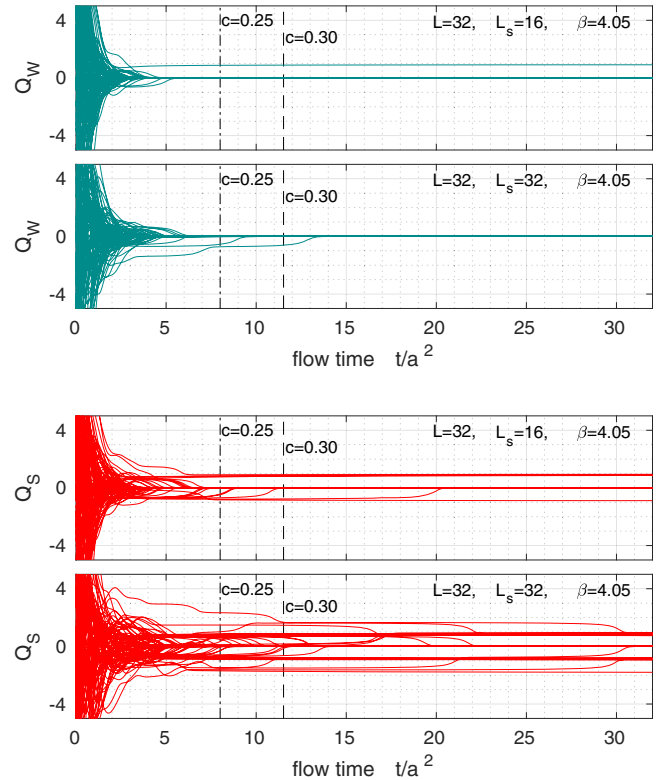 4
0
-4
Q_W
c=0.25
c=0.30
L=32, L_s=16, β=4.05
4
0
-4
Q_W
c=0.25
c=0.30
L=32, L_s=32, β=4.05
0 5 10 15 20 25 30
flow time t/a^2
4
0
-4
Q_S
c=0.25
c=0.30
L=32, L_s=16, β=4.05
4
0
-4
Q_S
c=0.25
c=0.30
L=32, L_s=32, β=4.05
0 5 10 15 20 25 30
flow time t/a^2